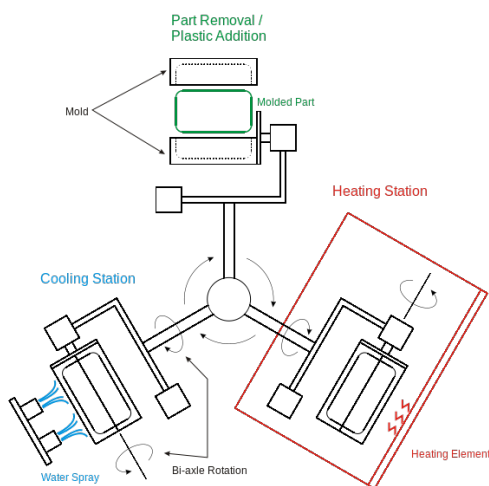 Part Removal /
Plastic Addition
Mold
Molded Part
Heating Station
Cooling Station
Water Spray
Bi-axle Rotation
Heating Element